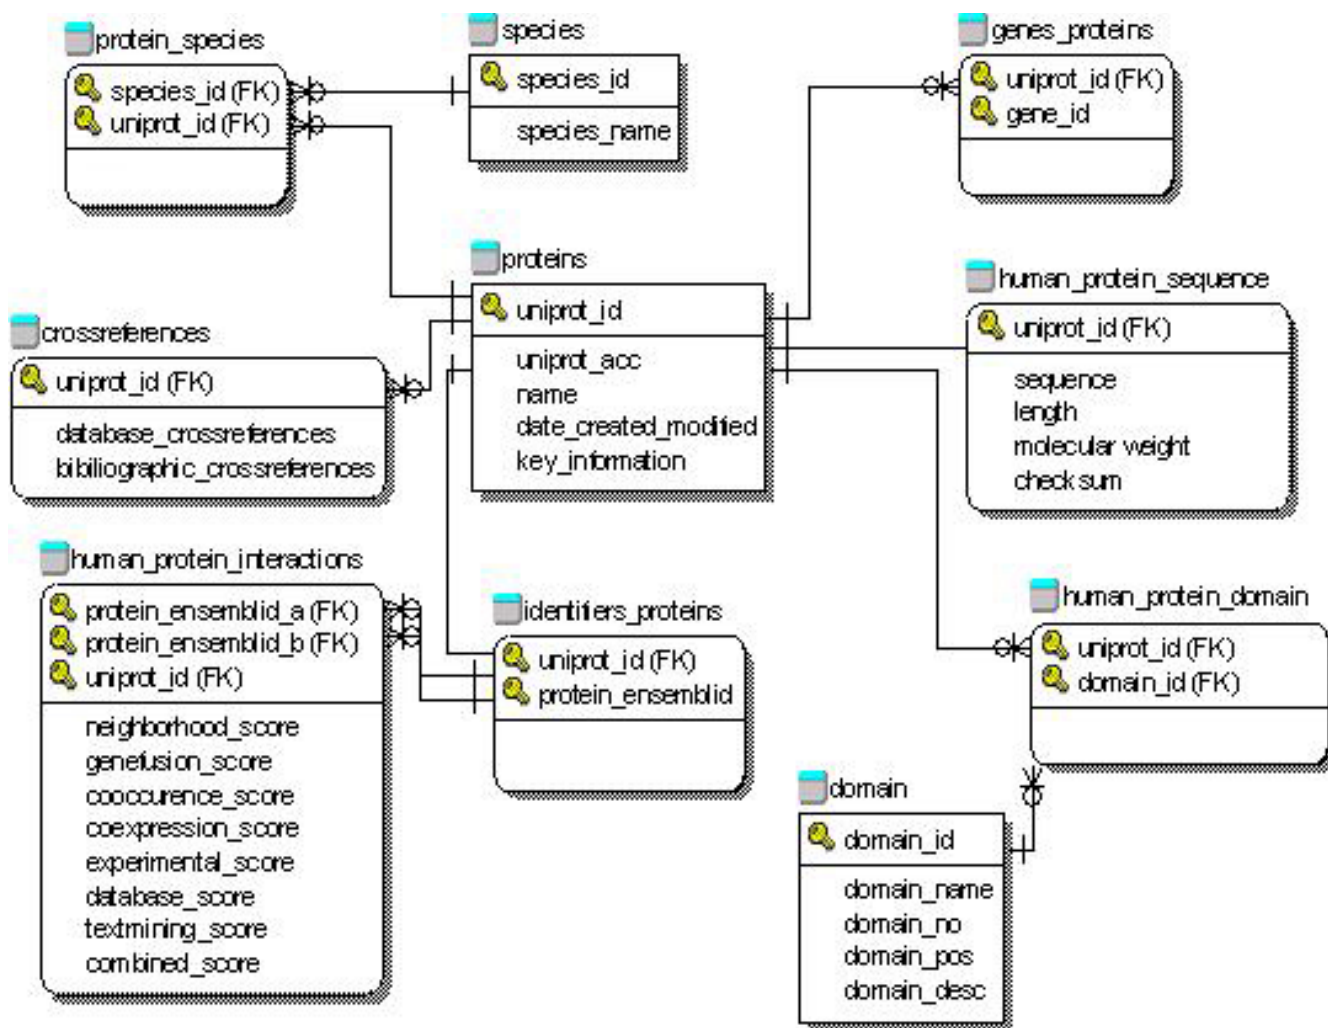 protein_species
species_id (FK)
uniprot_id (FK)
species
species_id
species_name
genes_proteins
uniprot_id (FK)
gene_id
proteins
uniprot_id
uniprot_acc
name
date_created_modified
key_information
human_protein_sequence
uniprot_id (FK)
sequence
length
molecular weight
checksum
crossreferences
uniprot_id (FK)
database_crossreferences
bibiliographic_crossreferences
human_protein_interactions
protein_ensemblid_a (FK)
protein_ensemblid_b (FK)
uniprot_id (FK)
neighborhood_score
genefusion_score
cooccurence_score
coexpression_score
experimental_score
database_score
textmining_score
combined_score
identifiers_proteins
uniprot_id (FK)
protein_ensemblid
human_protein_domain
uniprot_id (FK)
domain_id (FK)
domain
domain_id
domain_name
domain_no
domain_pos
domain_desc